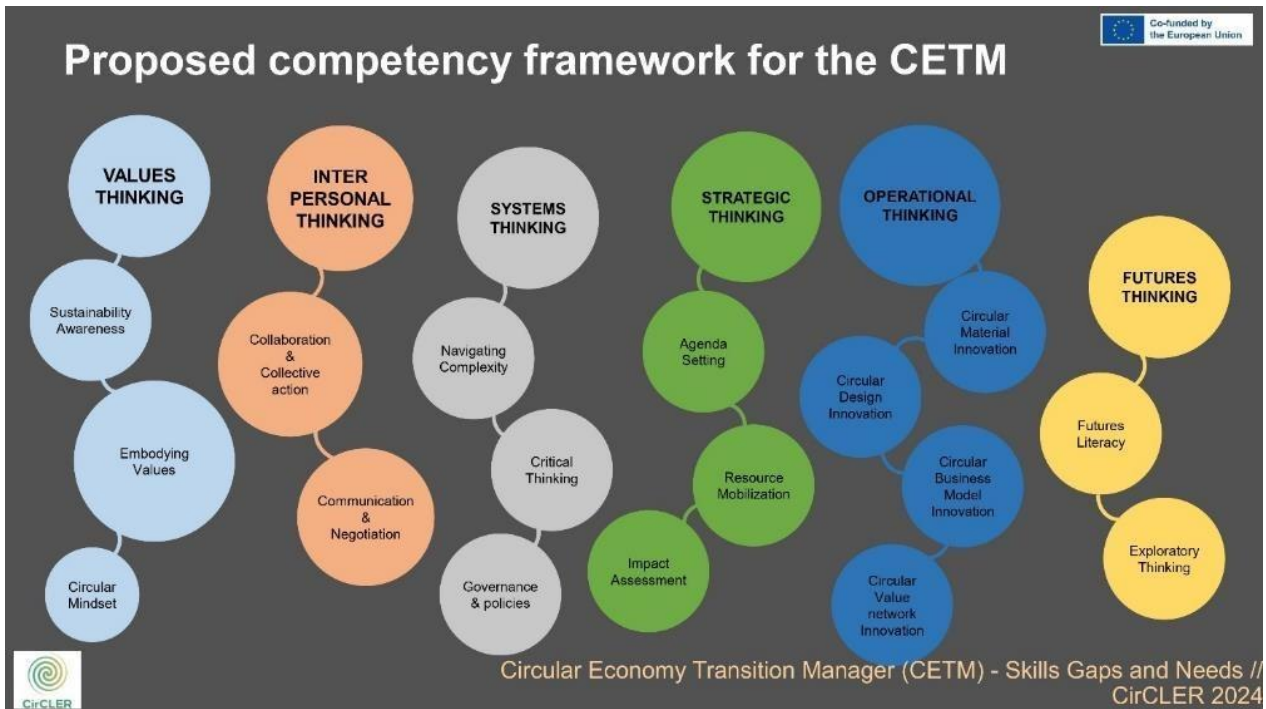 Co-funded by
the European Union
Proposed competency framework for the CETM
VALUES
THINKING
Sustainability
Awareness
Embodying
Values
Circular
Mindset
INTER
PERSONAL
THINKING
Collaboration
&
Collective
action
Communication
&
Negotiation
SYSTEMS
THINKING
Navigating
Complexity
Critical
Thinking
Governance
& policies
STRATEGIC
THINKING
Agenda
Setting
Resource
Mobilization
Impact
Assessment
OPERATIONAL
THINKING
Circular
Material
Innovation
Circular
Design
Innovation
Circular
Business
Model
Innovation
Circular
Value
network
Innovation
FUTURES
THINKING
Futures
Literacy
Exploratory
Thinking
CirCLER
Circular Economy Transition Manager (CETM) - Skills Gaps and Needs //
CirCLER 2024